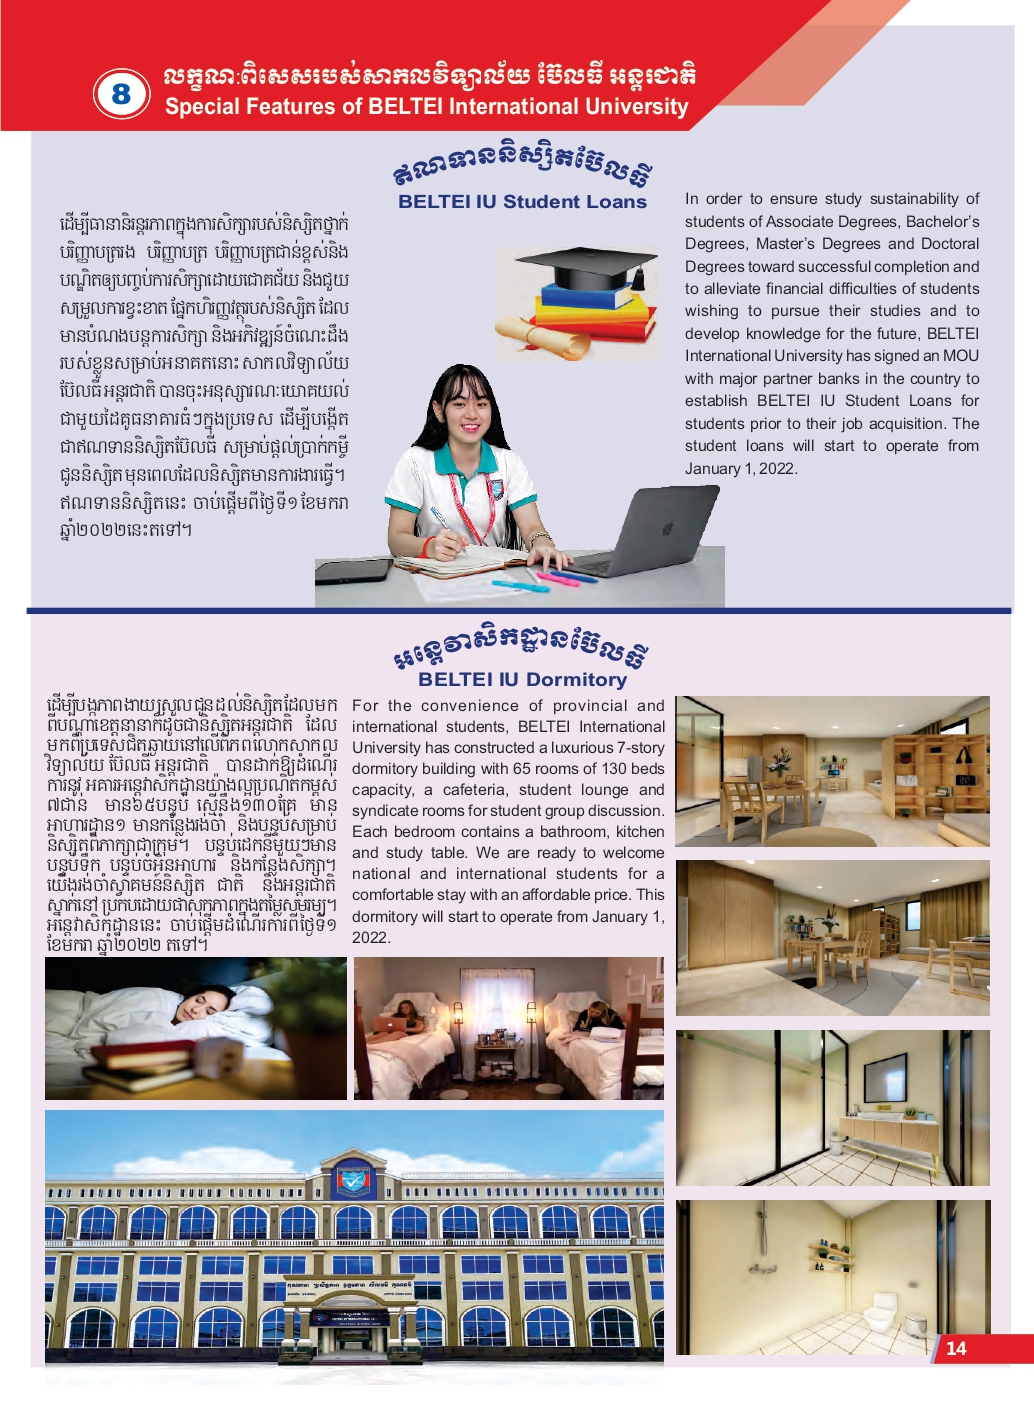 8
លក្ខណៈពិសេសរបស់សាកលវិទ្យាល័យ ប៊ែលធី អន្តរជាតិ
Special Features of BELTEI International University
ឥណទាននិស្សិតប៊ែលធី
BELTEI IU Student Loans
ដើម្បីធានានិរន្តរភាពក្នុងការសិក្សារបស់និស្សិតថ្នាក់
បរិញ្ញាបត្ររង បរិញ្ញាបត្រ បរិញ្ញាបត្រជាន់ខ្ពស់និង
បណ្ឌិតឲ្យបញ្ចប់ការសិក្សាដោយជោគជ័យ និងជួយ
សម្រួលការខ្វះខាត ផ្នែកហិរញ្ញវត្ថុរបស់និស្សិត ដែល
មានបំណងបន្តការសិក្សា និងអភិវឌ្ឍន៍ចំណេះដឹង
របស់ខ្លួនសម្រាប់អនាគតនោះ សាកលវិទ្យាល័យ
ប៊ែលធី អន្តរជាតិ បានចុះអនុស្សារណៈយោគយល់
ជាមួយដៃគូធនាគារធំៗក្នុងប្រទេស ដើម្បីបង្កើត
ជាឥណទាននិស្សិតប៊ែលធី សម្រាប់ផ្តល់ប្រាក់កម្ចី
ជូននិស្សិត មុនពេលដែលនិស្សិតមានការងារធ្វើ។
ឥណទាននិស្សិតនេះ ចាប់ផ្តើមពីថ្ងៃទី១ ខែមករា
ឆ្នាំ២០២២នេះតទៅ។
In order to ensure study sustainability of
students of Associate Degrees, Bachelor's
Degrees, Master's Degrees and Doctoral
Degrees toward successful completion and
to alleviate financial difficulties of students
wishing to pursue their studies and to
develop knowledge for the future, BELTEI
International University has signed an MOU
with major partner banks in the country to
establish BELTEI IU Student Loans for
students prior to their job acquisition. The
student loans will start to operate from
January 1, 2022.
អន្តេវាសិកដ្ឋានប៊ែលធី
BELTEI IU Dormitory
ដើម្បីបង្កភាពងាយស្រួល ជូនដល់និស្សិតដែលមក
ពីបណ្តាខេត្តនានាក៏ដូចជានិស្សិតអន្តរជាតិ ដែល
មកពីប្រទេសជិតឆ្ងាយនៅលើពិភពលោកសាកល
វិទ្យាល័យ ប៊ែលធី អន្តរជាតិ បានដាក់ឱ្យដំណើរ
ការនូវ អគារអន្តេវាសិកដ្ឋានយ៉ាងល្អប្រណិតកម្ពស់
៧ជាន់ មាន៦៥បន្ទប់ ស្មើនឹង១៣០គ្រែ មាន
អាហារដ្ឋាន១ មានកន្លែងរង់ចាំ និងបន្ទប់សម្រាប់
និស្សិតពិភាក្សាជាក្រុម។ បន្ទប់ដេកនីមួយៗមាន
បន្ទប់ទឹក បន្ទប់ចំអិនអាហារ និងកន្លែងសិក្សា។
យើងរង់ចាំស្វាគមន៍និស្សិត ជាតិ និងអន្តរជាតិ
ស្នាក់នៅ ប្រកបដោយផាសុកភាពក្នុងតម្លៃសមរម្យ។
អន្តេវាសិកដ្ឋាននេះ ចាប់ផ្តើមដំណើរការពីថ្ងៃទី១
ខែមករា ឆ្នាំ២០២២ តទៅ។
For the convenience of provincial and
international students, BELTEI International
University has constructed a luxurious 7-story
dormitory building with 65 rooms of 130 beds
capacity, a cafeteria, student lounge and
syndicate rooms for student group discussion.
Each bedroom contains a bathroom, kitchen
and study table. We are ready to welcome
national and international students for a
comfortable stay with an affordable price. This
dormitory will start to operate from January 1,
2022.
14